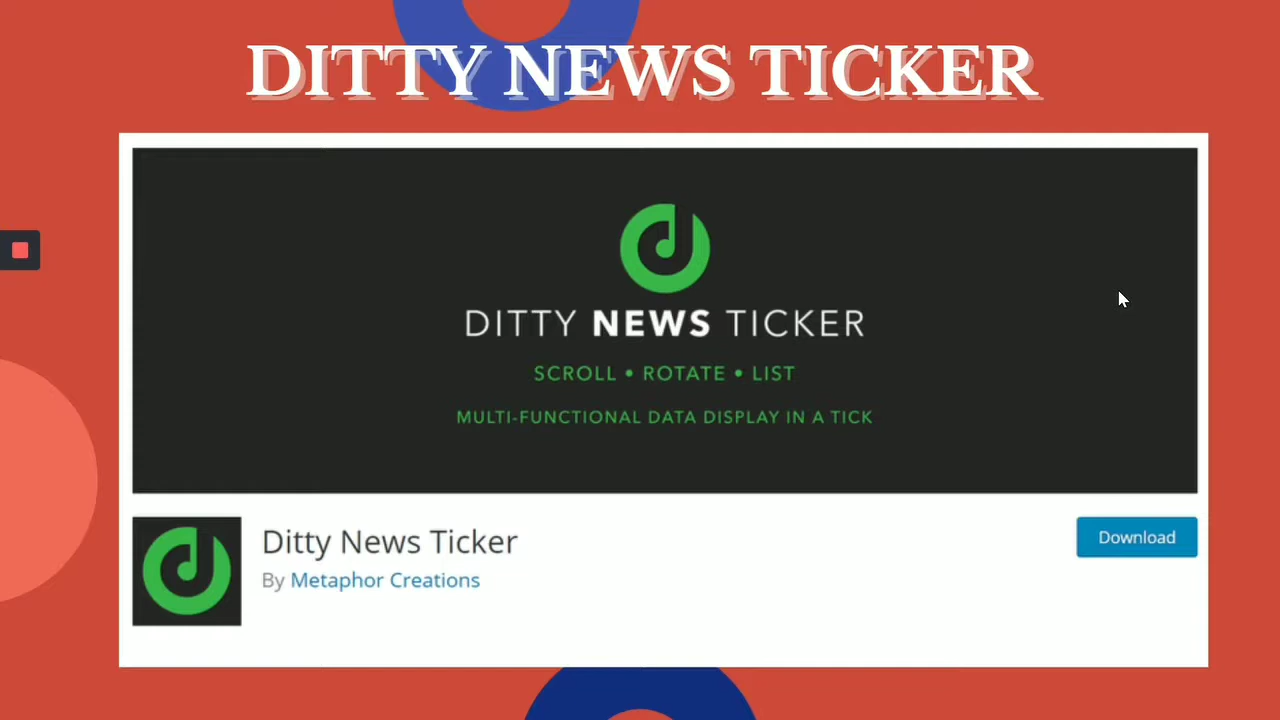 DITTY NEWS TICKER
DITTY NEWS TICKER
SCROLL • ROTATE • LIST
MULTI-FUNCTIONAL DATA DISPLAY IN A TICK
Ditty News Ticker
Download
By Metaphor Creations